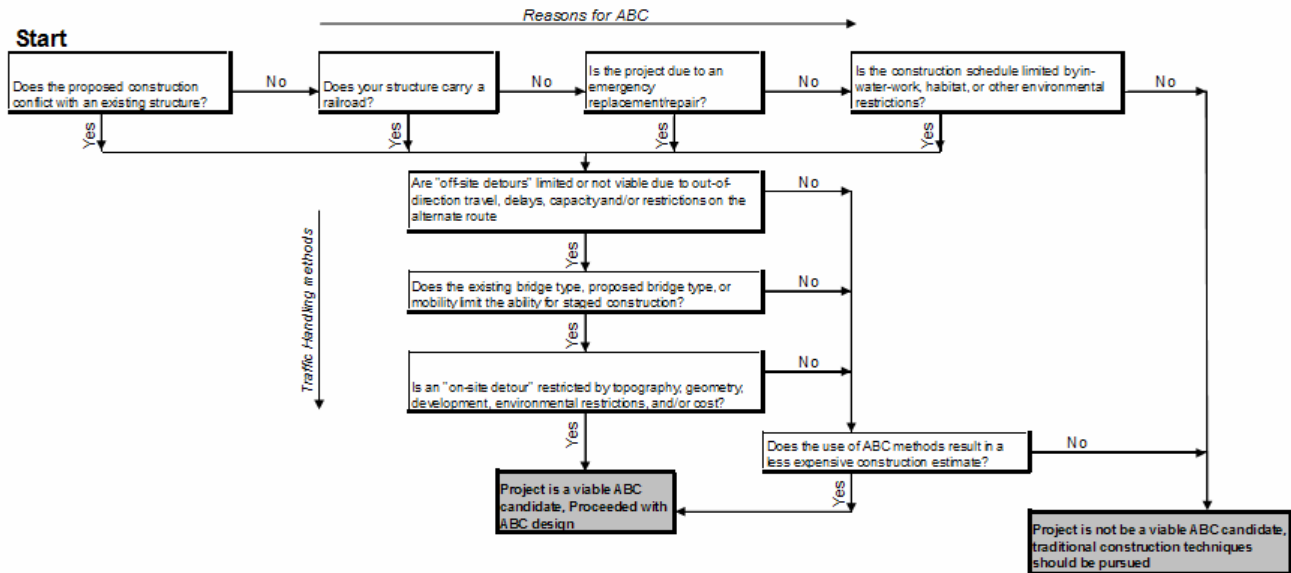 Reasons for ABC
Start
Does the proposed construction
conflict with an existing structure?
No
Does your structure carry a
railroad?
No
Is the project due to an
emergency
replacement/repair?
No
Is the construction schedule limited by in-
water-work, habitat, or other environmental
restrictions?
No
Yes
Yes
Yes
Yes
Are "off-site detours" limited or not viable due to out-of-
direction travel, delays, capacity and/or restrictions on the
alternate route
No
Traffic Handling methods
Yes
Does the existing bridge type, proposed bridge type, or
mobility limit the ability for staged construction?
No
Yes
Is an "on-site detour" restricted by topography, geometry,
development, environmental restrictions, and/or cost?
No
Yes
Does the use of ABC methods result in a
less expensive construction estimate?
No
Yes
Project is a viable ABC
candidate, Proceeded with
ABC design
Project is not be a viable ABC candidate,
traditional construction techniques
should be pursued